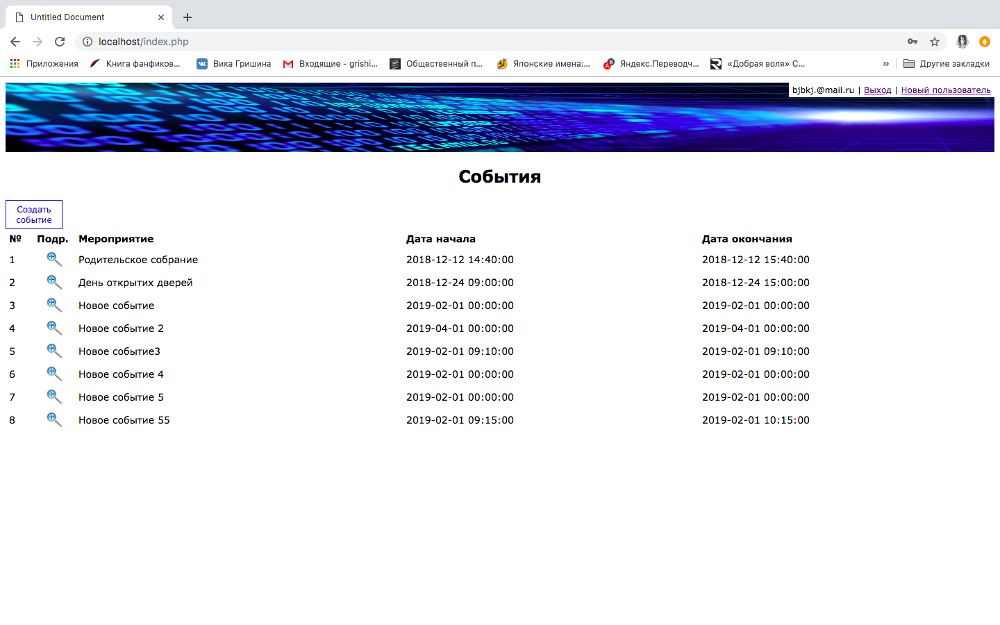 Untitled Document
localhost/index.php
Приложения Книга фанфиков... Вика Гришина Входящие - grishi... Общественный п... Японские имена:... Яндекс.Переводч... «Добрая воля» С... » Другие закладки
bjbkj.@mail.ru | Выход | Новый пользователь
События
Создать
событие
№ Подр. Мероприятие Дата начала Дата окончания
1 Родительское собрание 2018-12-12 14:40:00 2018-12-12 15:40:00
2 День открытих дверей 2018-12-24 09:00:00 2018-12-24 15:00:00
3 Новое событие 2019-02-01 00:00:00 2019-02-01 00:00:00
4 Новое событие 2 2019-04-01 00:00:00 2019-04-01 00:00:00
5 Новое событие3 2019-02-01 09:10:00 2019-02-01 09:10:00
6 Новое событие 4 2019-02-01 00:00:00 2019-02-01 00:00:00
7 Новое событие 5 2019-02-01 00:00:00 2019-02-01 00:00:00
8 Новое событие 55 2019-02-01 09:15:00 2019-02-01 10:15:00